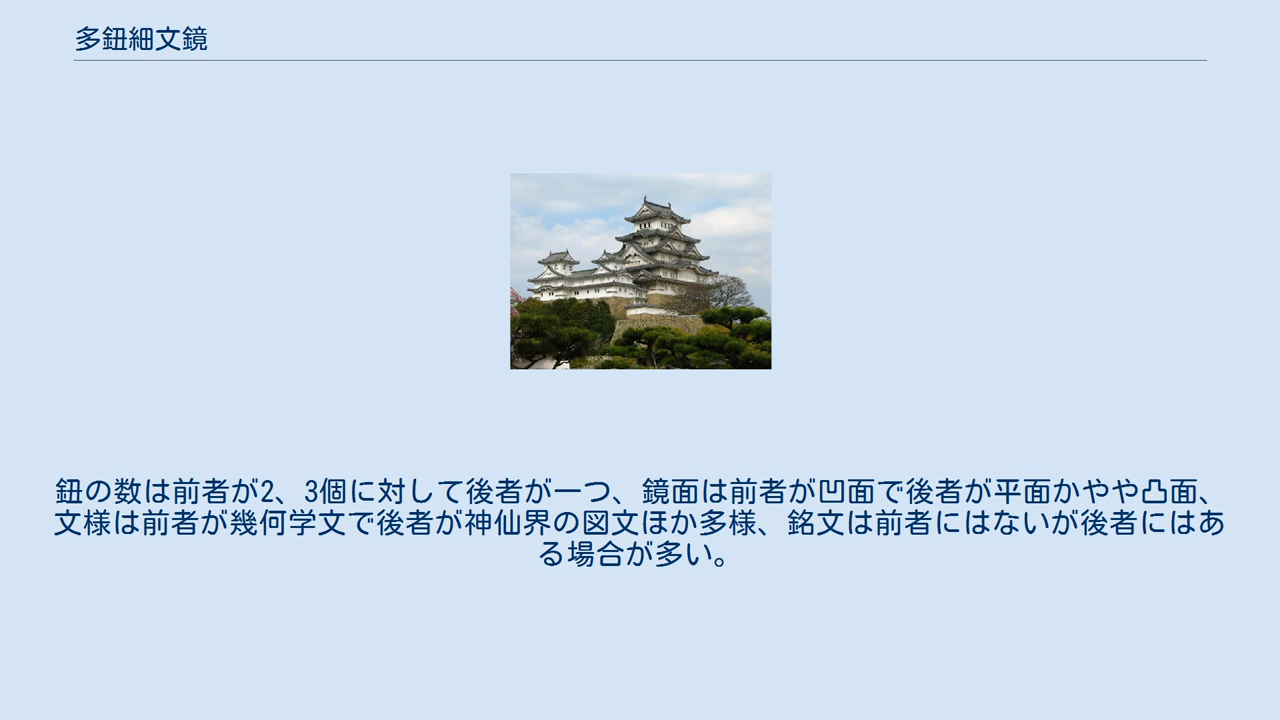 多鈕細文鏡
鈕の数は前者が2、3個に対して後者が一つ、鏡面は前者が凹面で後者が平面かやや凸面、
文様は前者が幾何学文で後者が神仙界の図文ほか多様、銘文は前者にはないが後者にはあ
る場合が多い。